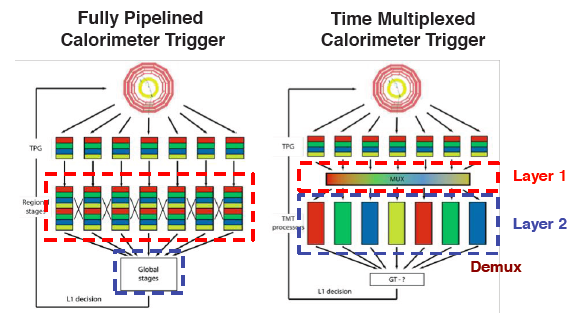 Fully Pipelined
Calorimeter Trigger
Time Multiplexed
Calorimeter Trigger
TPG
TPG
MUX
Layer 1
Regional
stages
TMT
processors
Layer 2
Global
stages
Demux
GT - ?
L1 decision
L1 decision